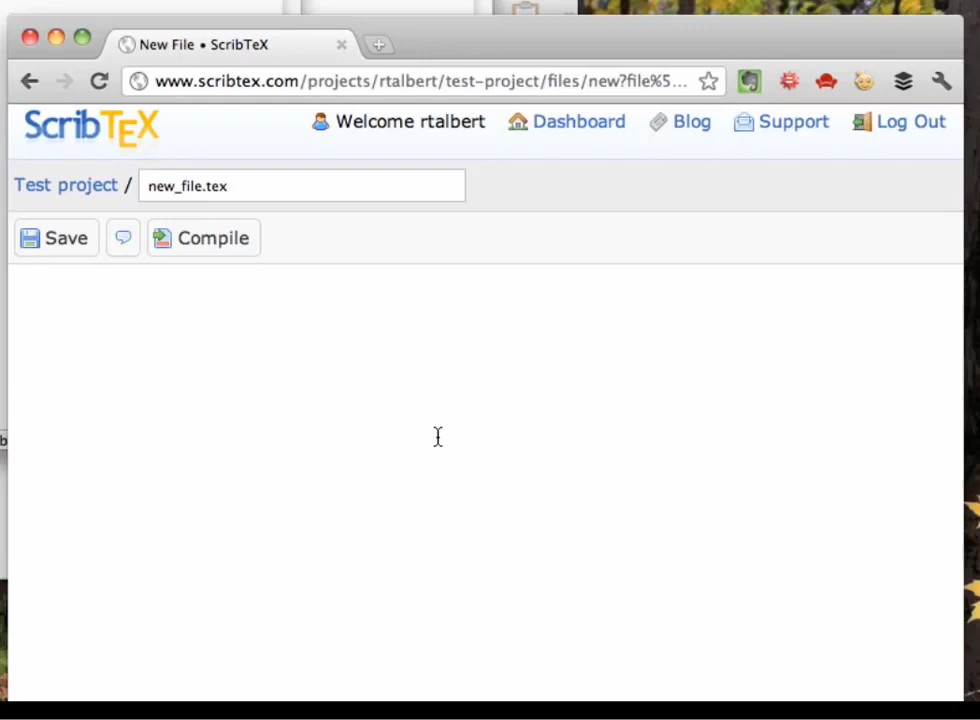 New File • ScribTeX
www.scribtex.com/projects/rtalbert/test-project/files/new?file%5...
ScribTEX
Welcome rtalbert
Dashboard
Blog
Support
Log Out
Test project / new_file.tex
Save
Compile
b